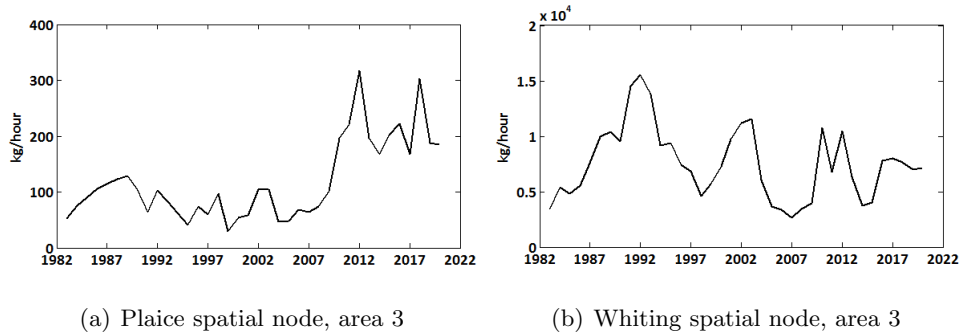 400
300
200
100
0
kg/hour
1982 1987 1992 1997 2002 2007 2012 2017 2022
(a) Plaice spatial node, area 3
2 x 10^4
1.5
1
0.5
0
kg/hour
1982 1987 1992 1997 2002 2007 2012 2017 2022
(b) Whiting spatial node, area 3